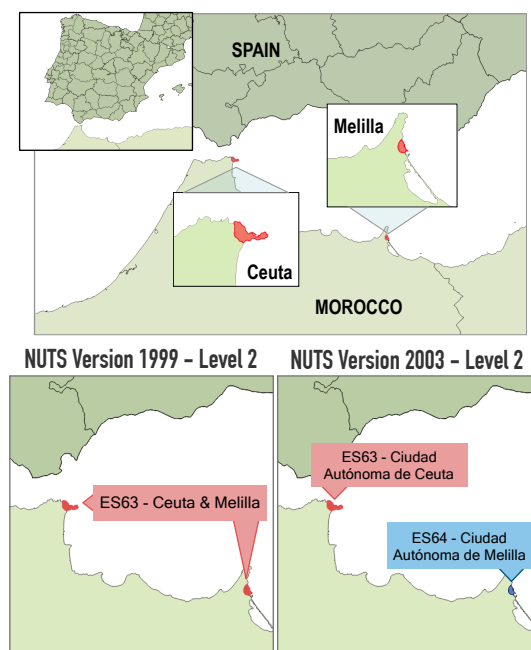 SPAIN
Melilla
Ceuta
MOROCCO
NUTS Version 1999 – Level 2
NUTS Version 2003 – Level 2
ES63 - Ceuta & Melilla
ES63 - Ciudad
Autónoma de Ceuta
ES64 - Ciudad
Autónoma de Melilla